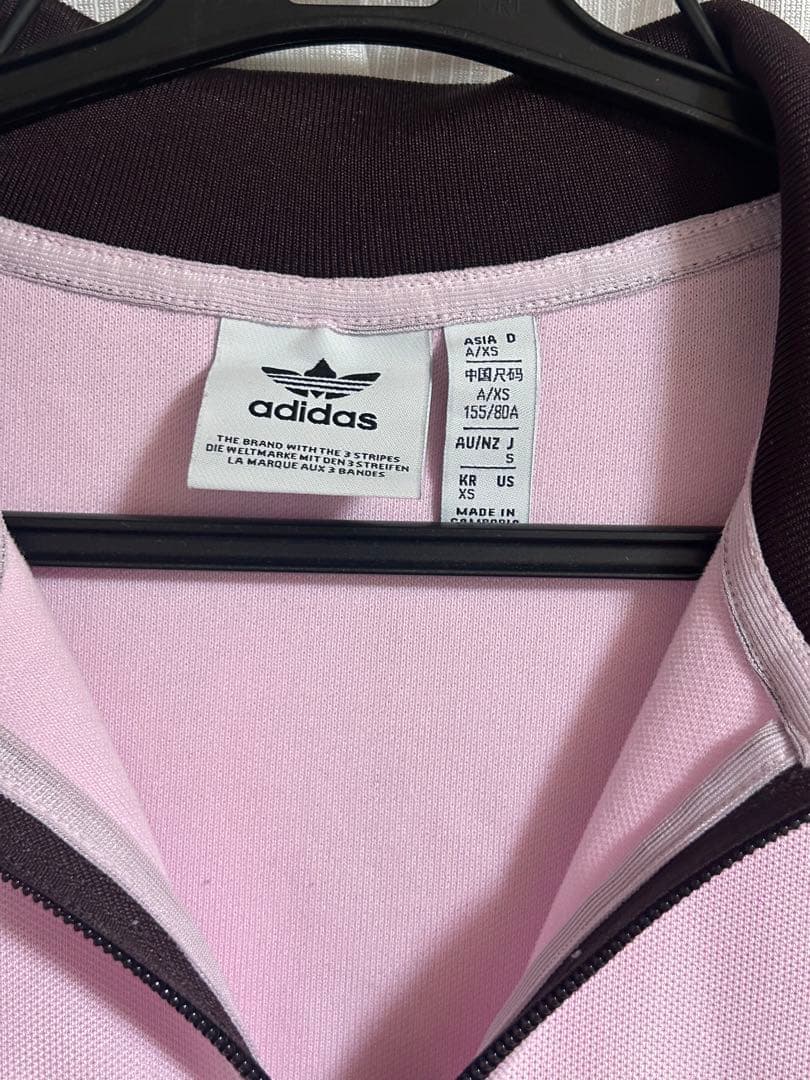 adidas
THE BRAND WITH THE 3 STRIPES
DIE WELTMARKE MIT DEN 3 STREIFEN
LA MARQUE AUX 3 BANDES
ASIA D
A/XS
中国尺码
A/XS
155/80A
AU/NZ J
S
KR US
XS
MADE IN